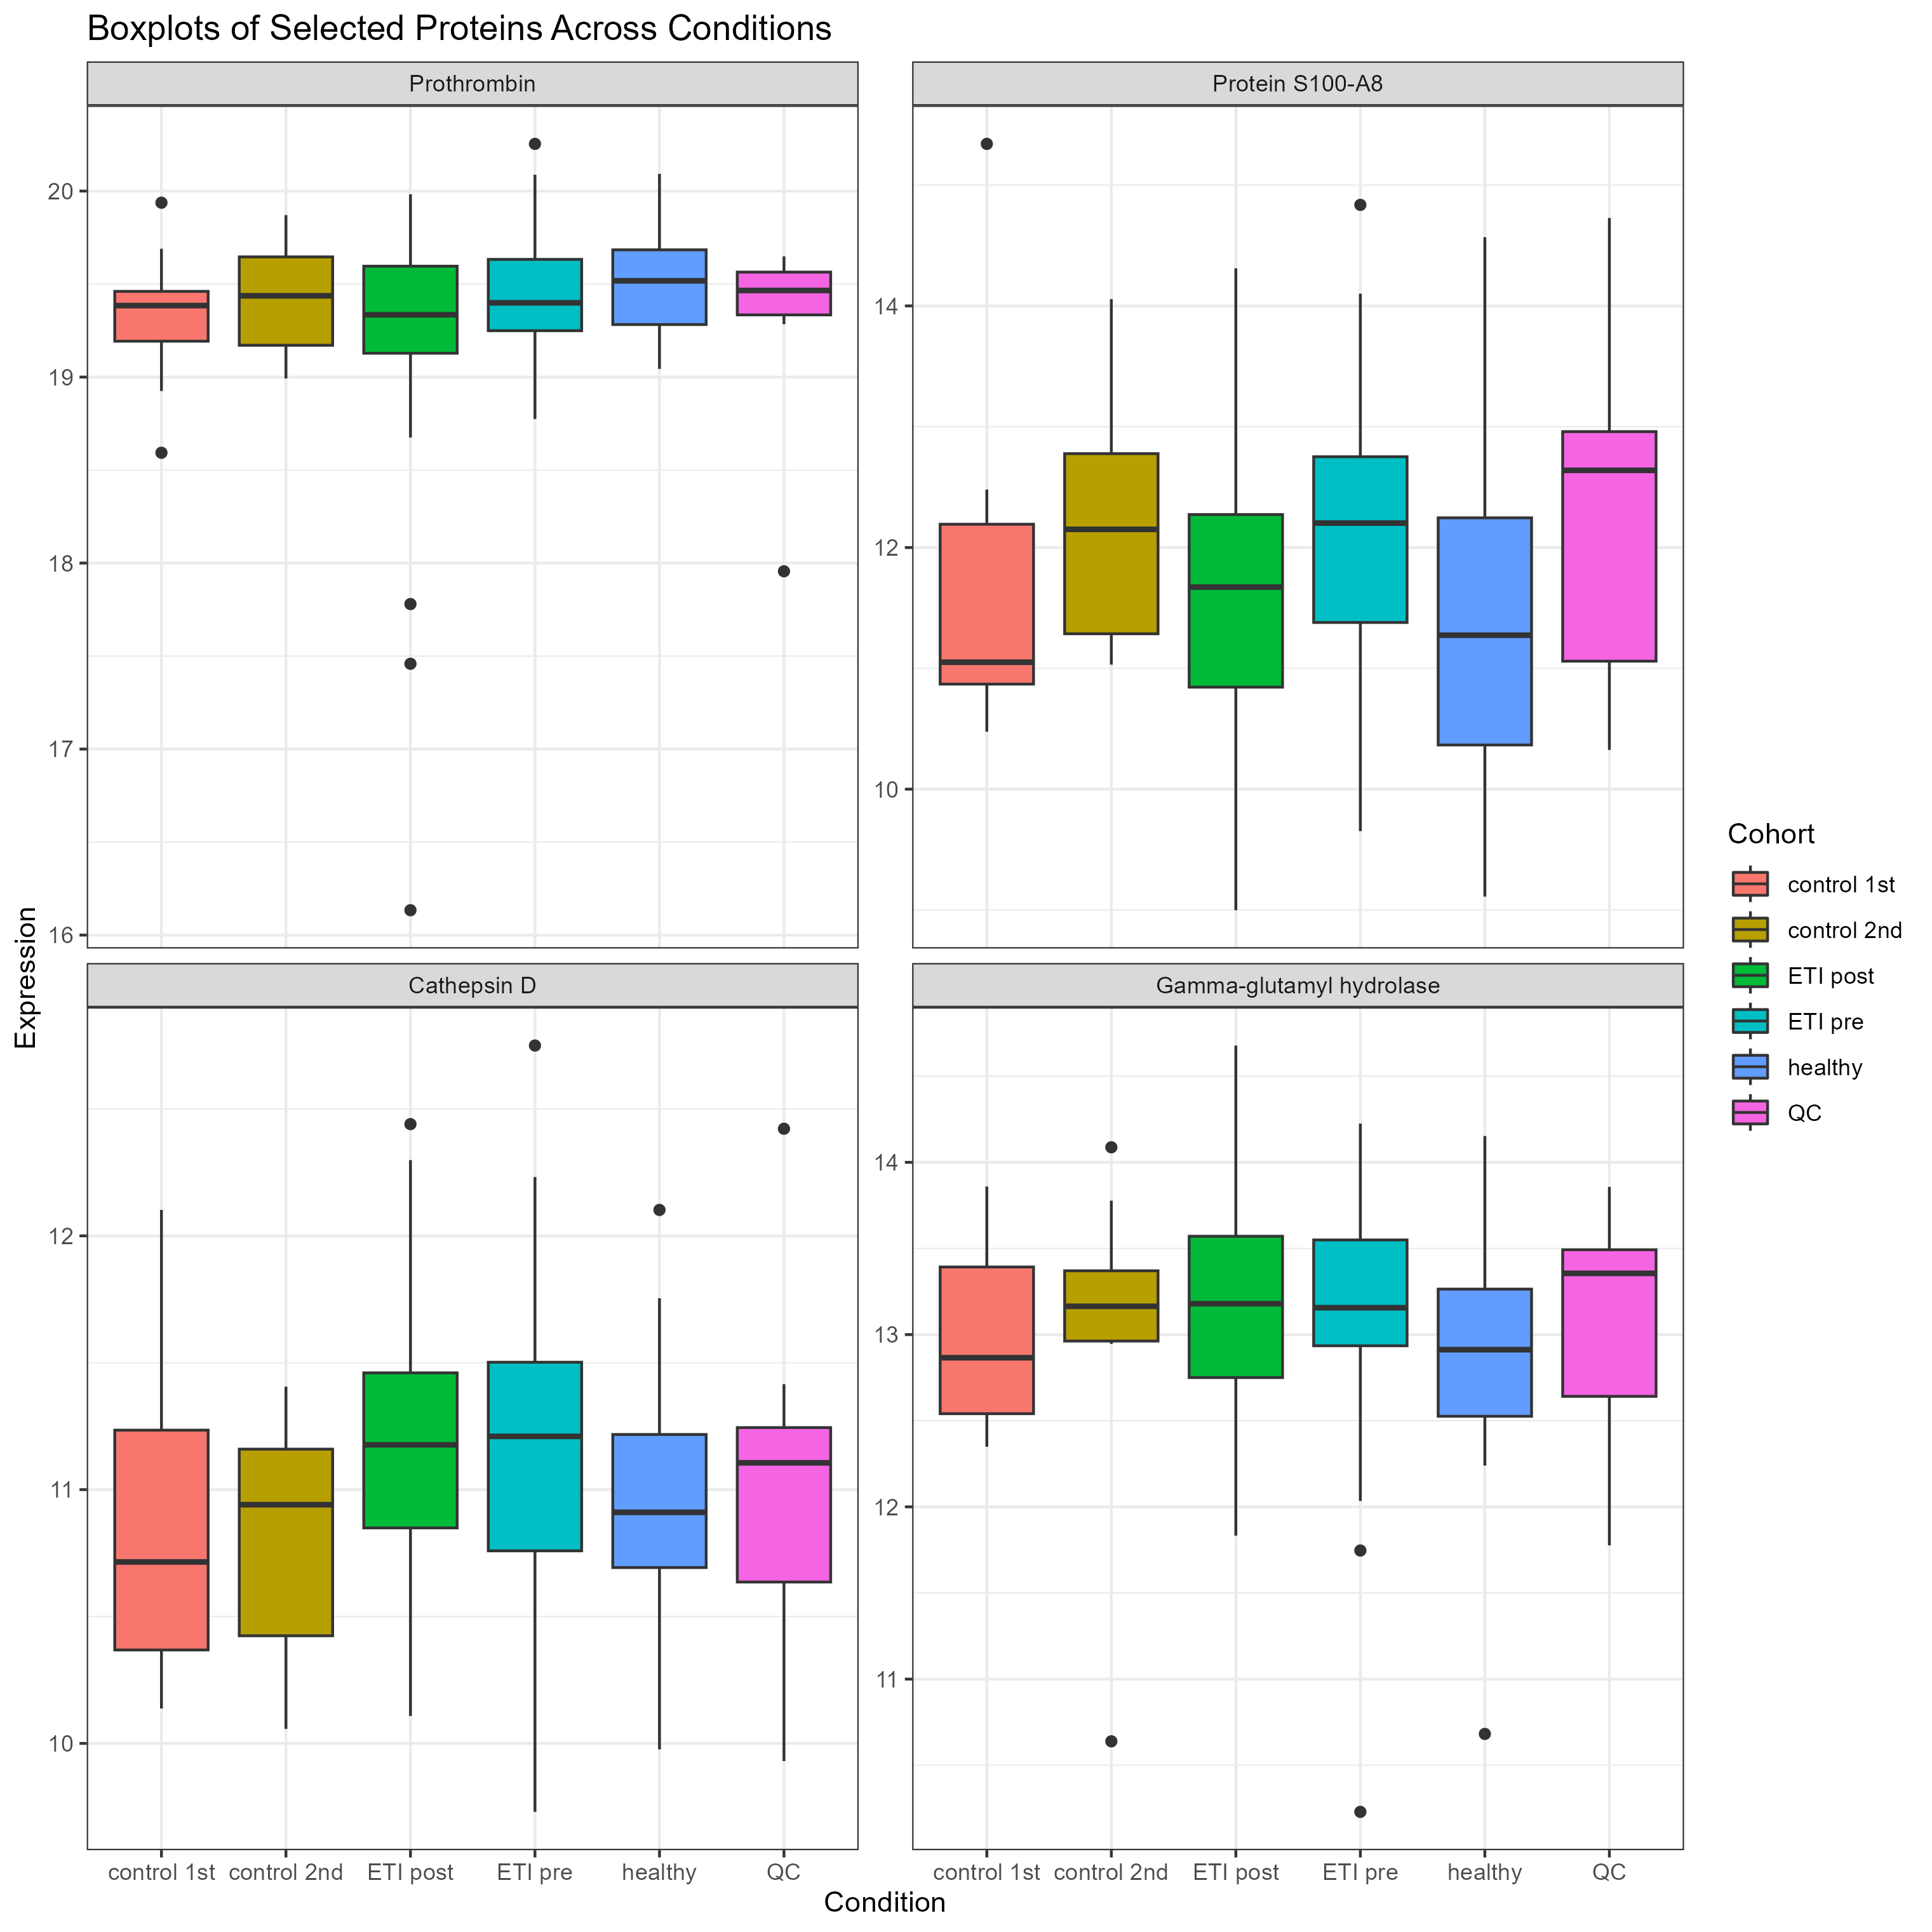 Boxplots of Selected Proteins Across Conditions
Prothrombin
Protein S100-A8
20
19
18
17
16
14
12
10
Cathepsin D
Gamma-glutamyl hydrolase
12
11
10
14
13
12
11
control 1st
control 2nd
ETI post
ETI pre
healthy
QC
control 1st
control 2nd
ETI post
ETI pre
healthy
QC
Condition
Expression
Cohort
control 1st
control 2nd
ETI post
ETI pre
healthy
QC